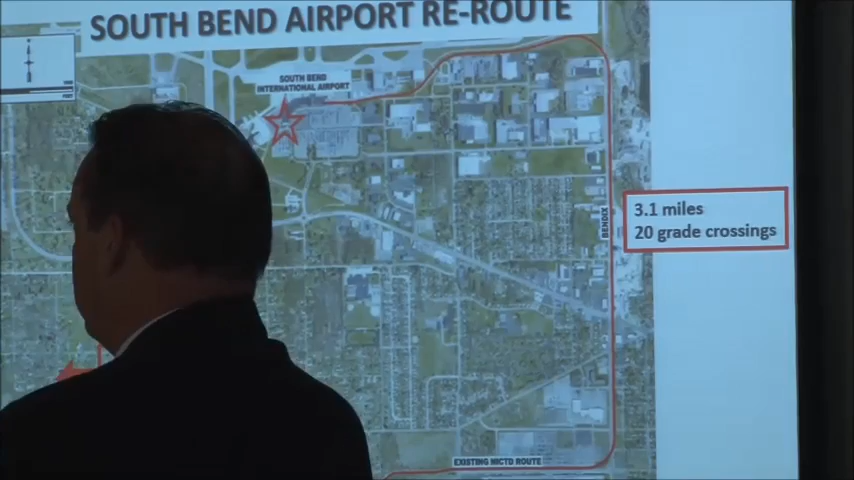 SOUTH BEND AIRPORT RE-ROUTE
SOUTH BEND
INTERNATIONAL AIRPORT
3.1 miles
20 grade crossings
BENDIX
EXISTING NICTD ROUTE